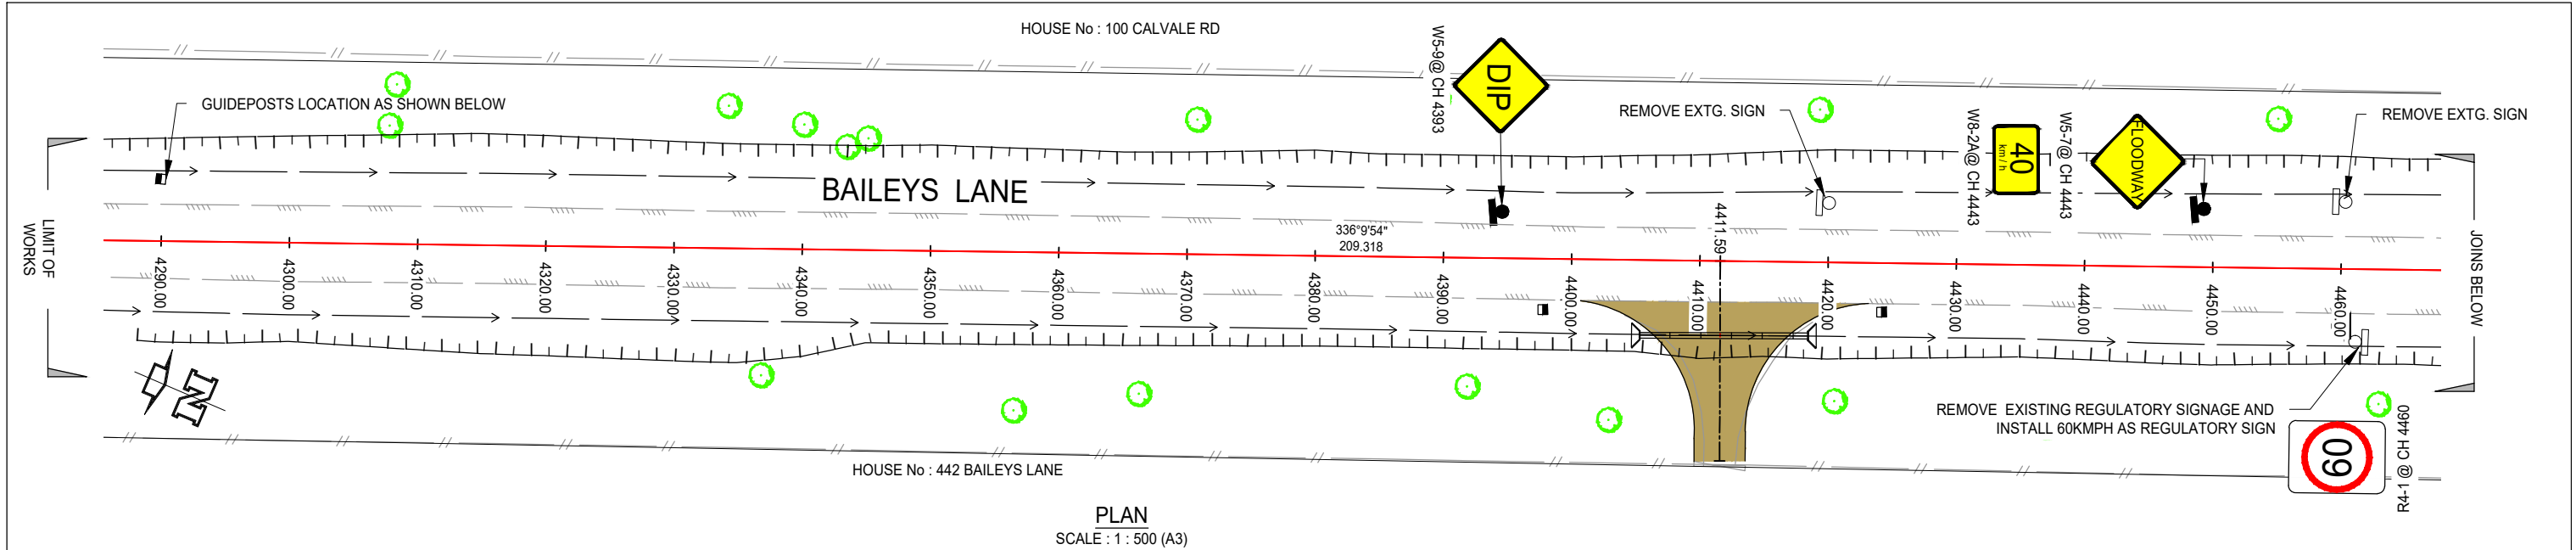 HOUSE No : 100 CALVALE RD
W5-9@ CH 4393
DIP
GUIDEPOSTS LOCATION AS SHOWN BELOW
REMOVE EXTG. SIGN
W8-2A@ CH 4443
40
km/h
W5-7@ CH 4443
FLOODWAY
REMOVE EXTG. SIGN
BAILEYS LANE
LIMIT OF
WORKS
336°9'54"
209.318
4411.59
JOINS BELOW
4290.00
4300.00
4310.00
4320.00
4330.00
4340.00
4350.00
4360.00
4370.00
4380.00
4390.00
4400.00
4410.00
4420.00
4430.00
4440.00
4450.00
4460.00
N
REMOVE EXISTING REGULATORY SIGNAGE AND
INSTALL 60KMPH AS REGULATORY SIGN
60
R4-1 @ CH 4460
HOUSE No : 442 BAILEYS LANE
PLAN
SCALE : 1 : 500 (A3)